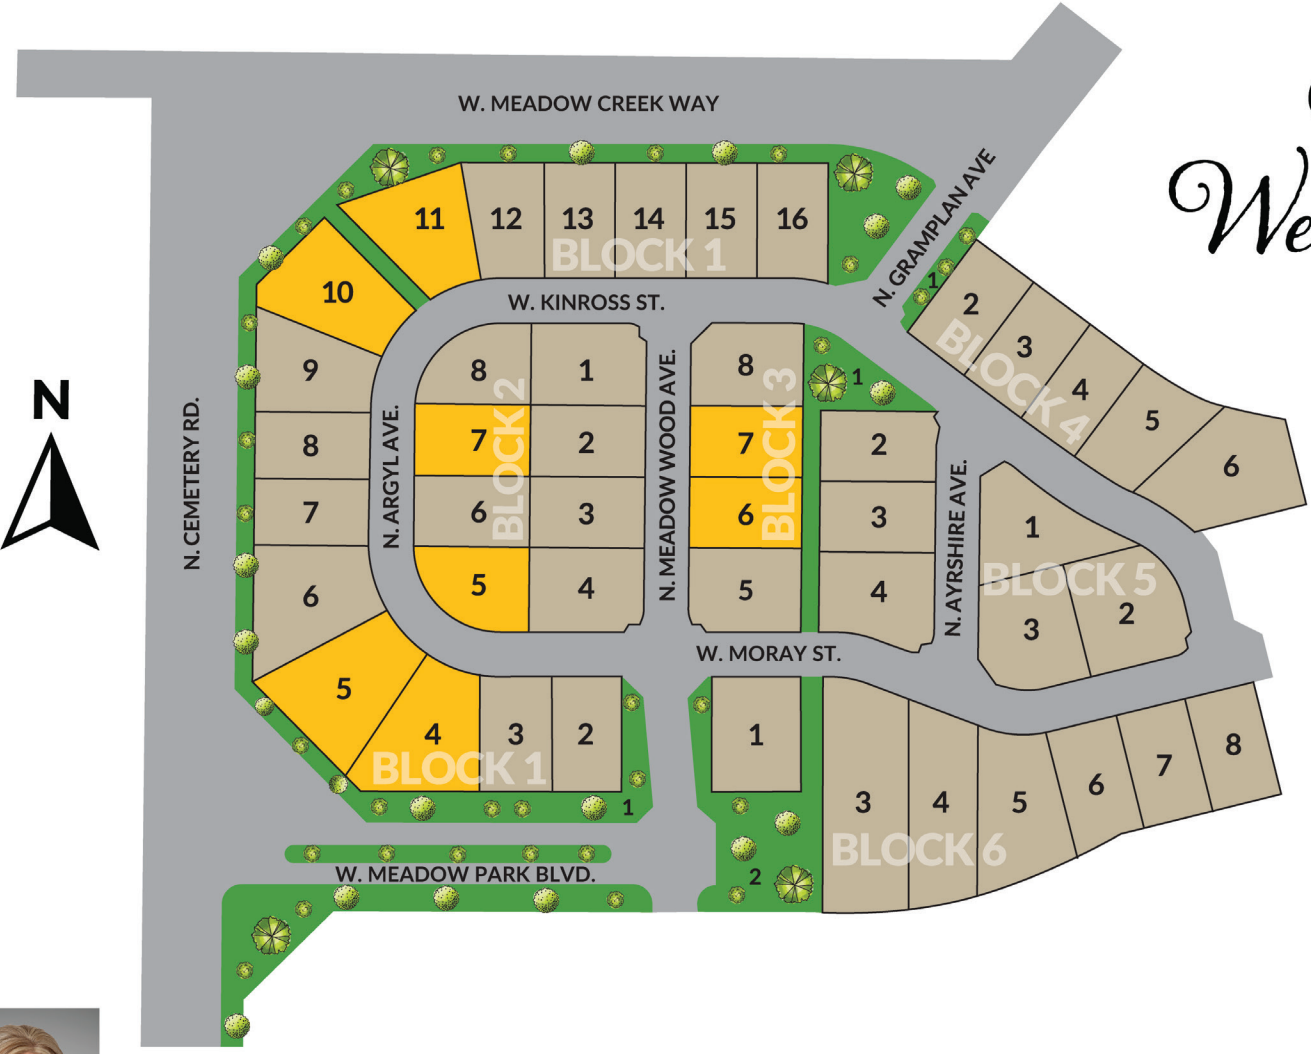 W. MEADOW CREEK WAY
N. GRAMPLAN AVE
We
11
12
13
14
15
16
BLOCK 1
10
W. KINROSS ST.
1
2
3
4
5
6
BLOCK 4
N
N. CEMETERY RD.
9
8
7
6
5
4
3
2
1
BLOCK 1
N. ARGYL AVE.
8
7
6
5
1
2
3
4
BLOCK 2
N. MEADOW WOOD AVE.
8
7
6
5
1
2
3
4
BLOCK 3
N. AYRSHIRE AVE.
1
2
3
BLOCK 5
W. MORAY ST.
1
2
3
4
5
6
7
8
BLOCK 6
W. MEADOW PARK BLVD.